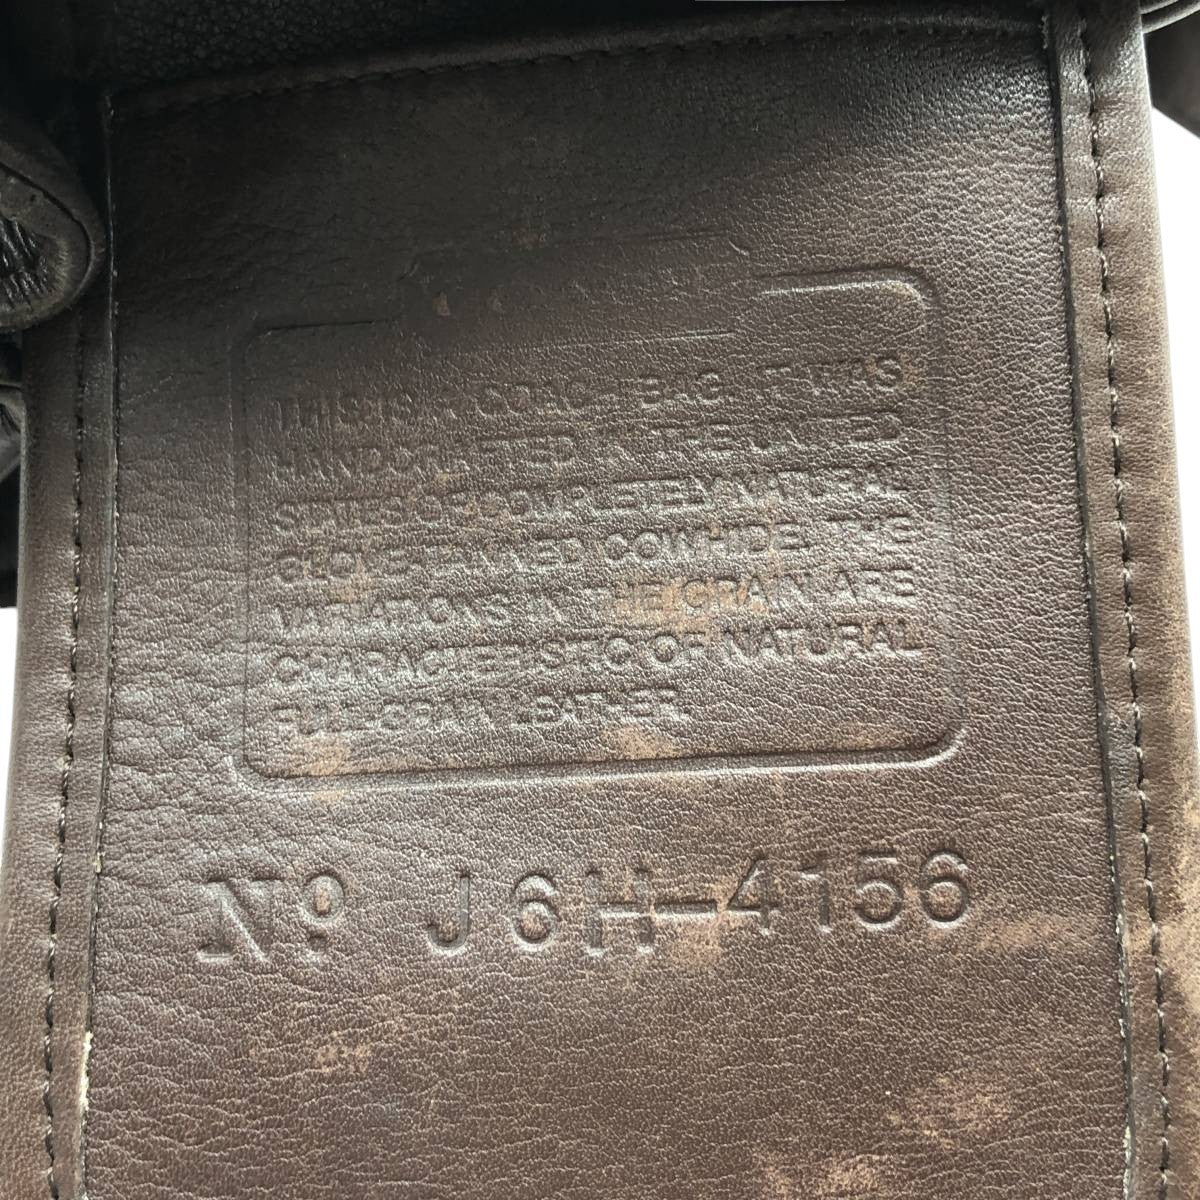 THIS IS A COACH BAG. IT WAS
HANDCRAFTED IN THE UNITED
STATES OF COMPLETELY NATURAL
GLOVE TANNED COWHIDE. THE
VARIATIONS IN THE GRAIN ARE
CHARACTERISTIC OF NATURAL
FULL GRAIN LEATHER.
Nº J6H-4156